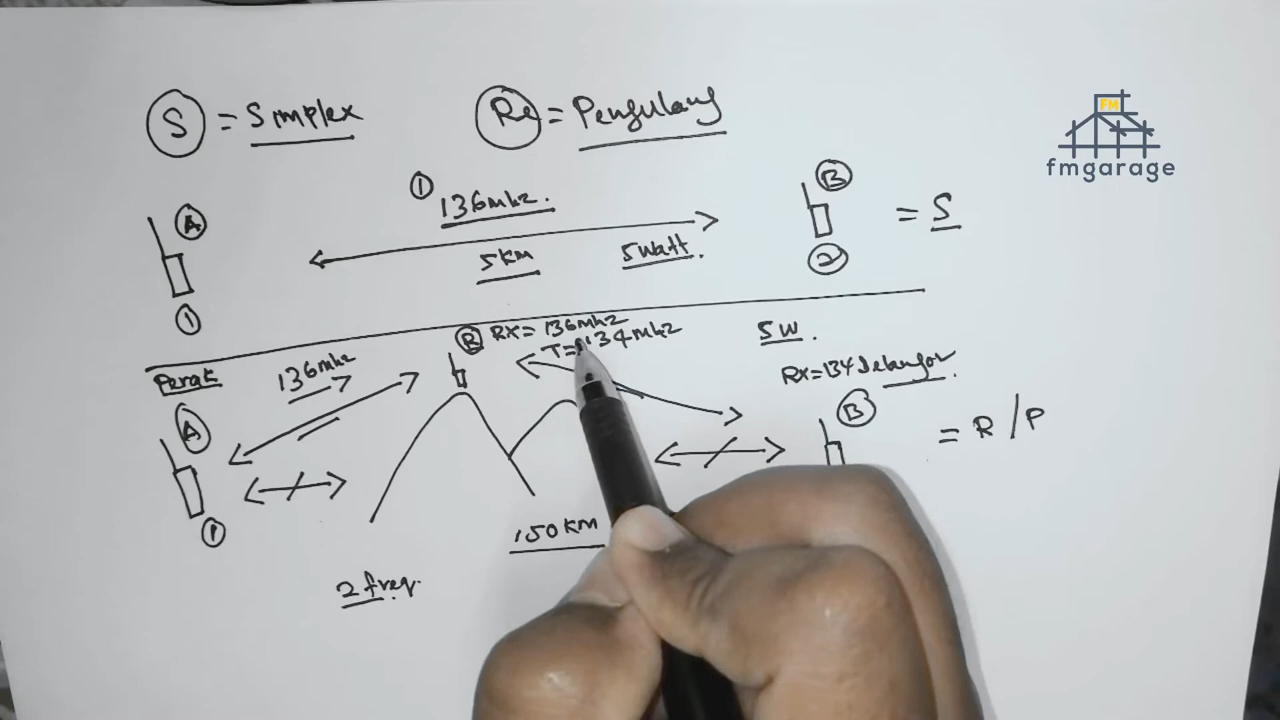 S = Simplex
Re = Pengulang
FM
fmgarage
① 136mhz.
A
B
= S
5km
5watt.
2
1
R RX = 136mhz
T = 134mhz
5W.
Perak
136mhz
RX = 134 Selangor
A
B
= R / P
1
150km
2 freq.